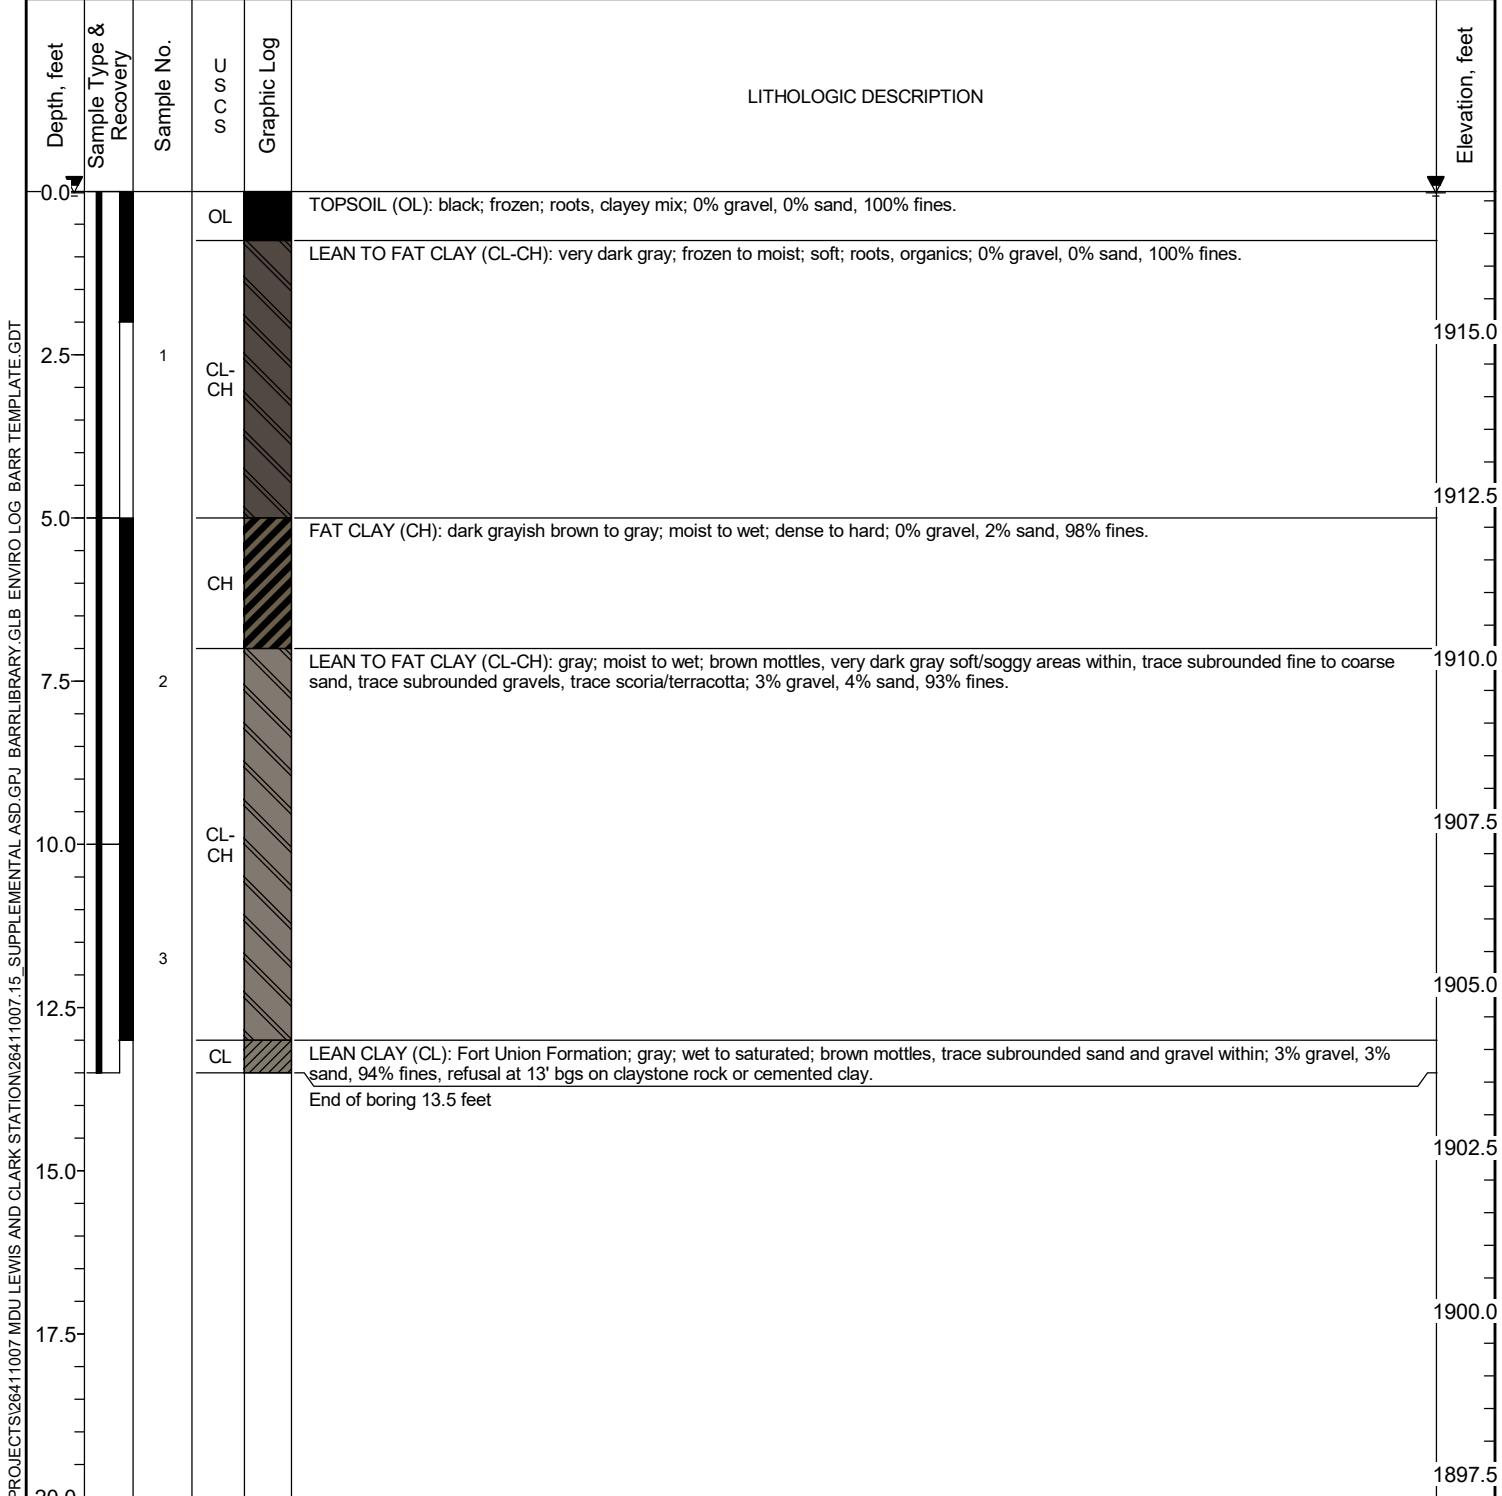 Depth, feet
Sample Type &
Recovery
Sample No.
U
S
C
S
Graphic Log
LITHOLOGIC DESCRIPTION
Elevation, feet
0.0
OL
TOPSOIL (OL): black; frozen; roots, clayey mix; 0% gravel, 0% sand, 100% fines.
LEAN TO FAT CLAY (CL-CH): very dark gray; frozen to moist; soft; roots, organics; 0% gravel, 0% sand, 100% fines.
1915.0
2.5
1
CL-
CH
1912.5
5.0
FAT CLAY (CH): dark grayish brown to gray; moist to wet; dense to hard; 0% gravel, 2% sand, 98% fines.
CH
1910.0
LEAN TO FAT CLAY (CL-CH): gray; moist to wet; brown mottles, very dark gray soft/soggy areas within, trace subrounded fine to coarse
sand, trace subrounded gravels, trace scoria/terracotta; 3% gravel, 4% sand, 93% fines.
7.5
2
1907.5
10.0
CL-
CH
3
1905.0
12.5
CL
LEAN CLAY (CL): Fort Union Formation; gray; wet to saturated; brown mottles, trace subrounded sand and gravel within; 3% gravel, 3%
sand, 94% fines, refusal at 13' bgs on claystone rock or cemented clay.
End of boring 13.5 feet
1902.5
15.0
1900.0
17.5
1897.5
20.0
PROJECTS\26411007 MDU LEWIS AND CLARK STATION\26411007.15_SUPPLEMENTAL ASD.GPJ BARRLIBRARY.GLB ENVIRO LOG BARR TEMPLATE.GDT